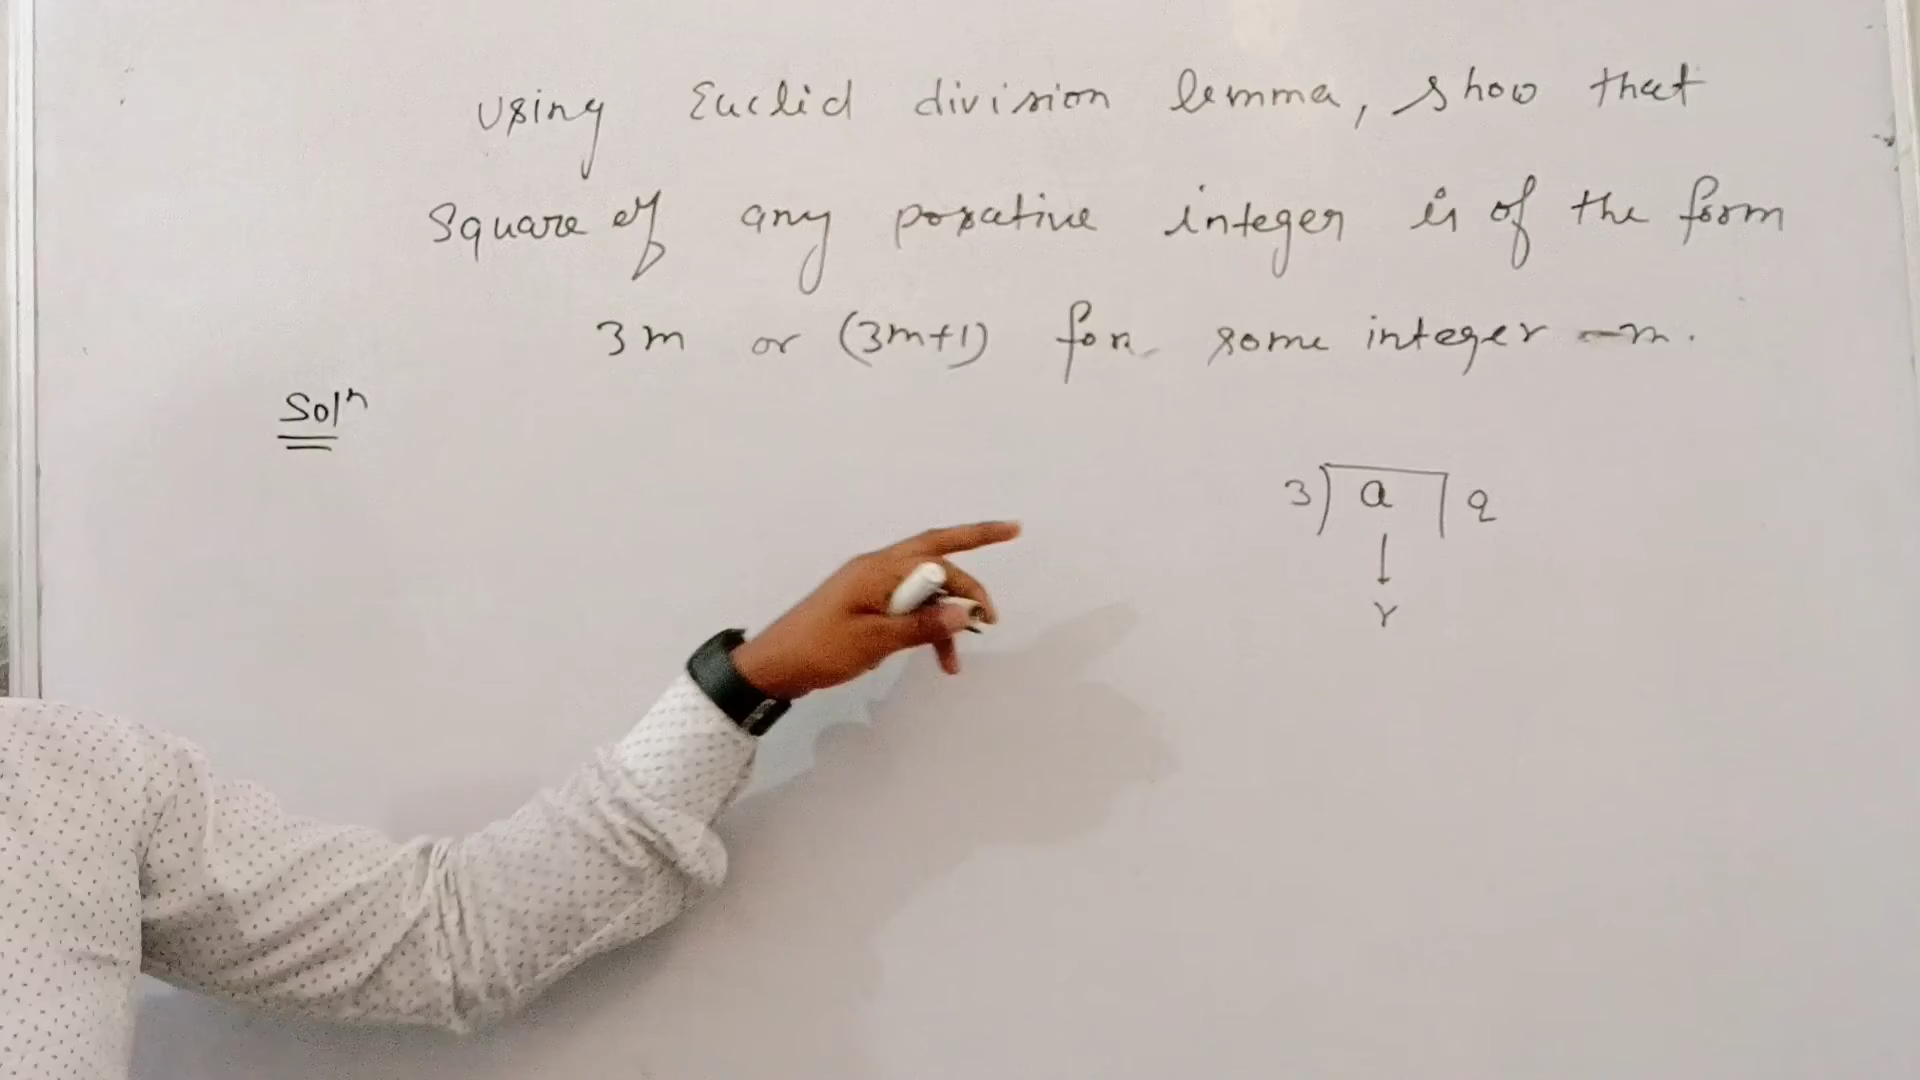 Using Euclid division lemma, show that
Square of any posative integer is of the form
3m or (3m+1) for some integer m.
Solⁿ
3) a | q
r